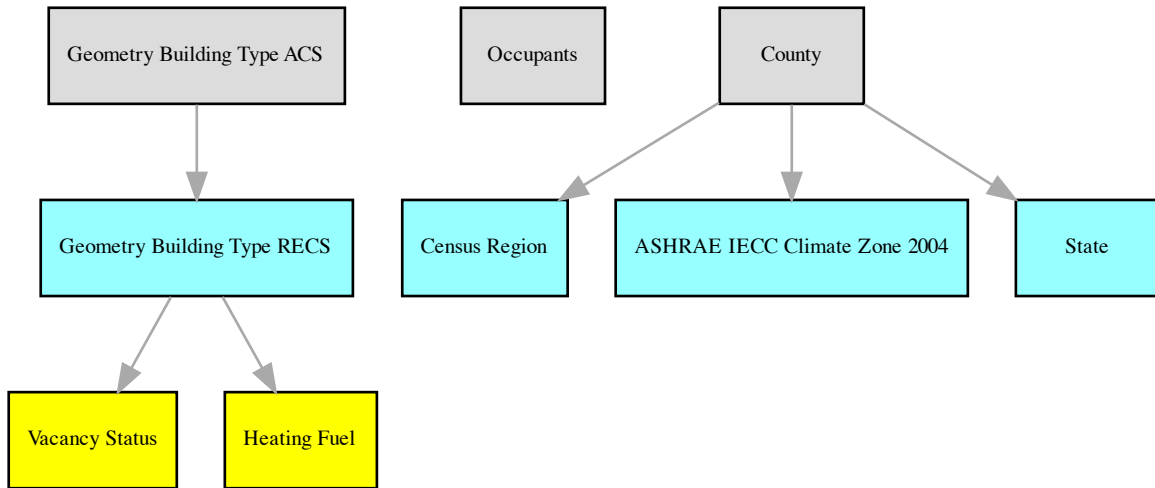 Geometry Building Type ACS
Occupants
County
Geometry Building Type RECS
Census Region
ASHRAE IECC Climate Zone 2004
State
Vacancy Status
Heating Fuel